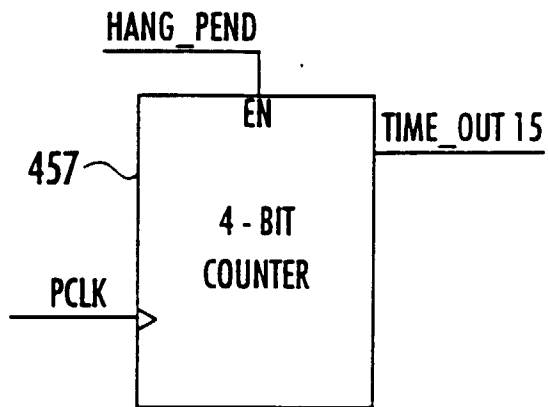 HANG_PEND
EN
TIME_OUT 15
457
4 - BIT
COUNTER
PCLK